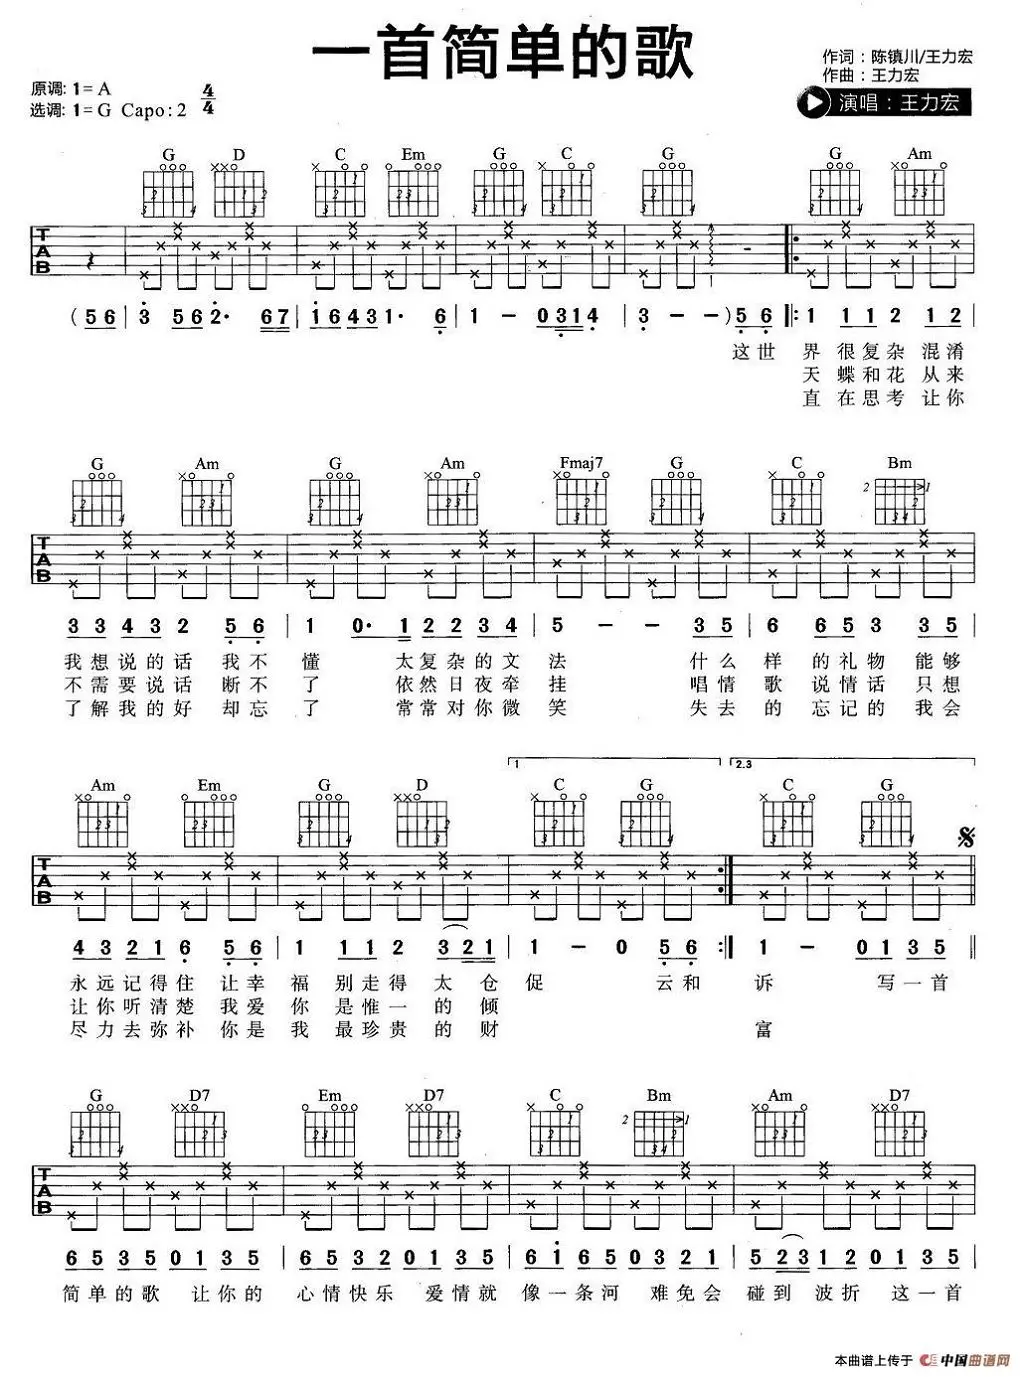 一首简单的歌
作词：陈镇川/王力宏
作曲：王力宏
演唱：王力宏
原调：1=A 4/4
选调：1=G Capo：2
G D C Em G C G G Am
T A B
(5 6 | 3 5 6 2· 6 7 | 1 6 4 3 1· 6 | 1 - 0 3 1 4 | 3 - - ) 5 6 ‖: 1 1 1 2 1 2 |
这世 界 很复杂 混淆
天 蝶和花 从来
直 在思考 让你
G Am G Am Fmaj7 G C Bm
T A B
3 3 4 3 2 5 6 | 1 0· 1 2 2 3 4 | 5 - - 3 5 | 6 6 5 3 3 5 |
我想说的话 我不 懂 太复杂的文 法 什么 样 的礼物 能够
不需要说话 断不 了 依然日夜牵 挂 唱情 歌 说情话 只想
了解我的好 却忘 了 常常对你微 笑 失去 的 忘记的 我会
1 2.3
Am Em G D C G C G
T A B
4 3 2 1 6 5 6 | 1 1 1 2 3 2 1 | 1 - 0 5 6 :‖ 1 - 0 1 3 5 ‖
永远记得住 让幸 福 别走得 太 仓 促 云和 诉 写一首
让你听清楚 我爱 你 是惟一 的 倾
尽力去弥补 你是 我 最珍贵 的 财 富
G D7 Em D7 C Bm Am D7
T A B
6 5 3 5 0 1 3 5 | 6 5 3 2 0 1 3 5 | 6 1 6 5 0 3 2 1 | 5 2 3 1 2 0 1 3 5 |
简单的歌 让你的 心情快乐 爱情就 像一条河 难免会 碰到 波折 这一首
本曲谱上传于 中国曲谱网